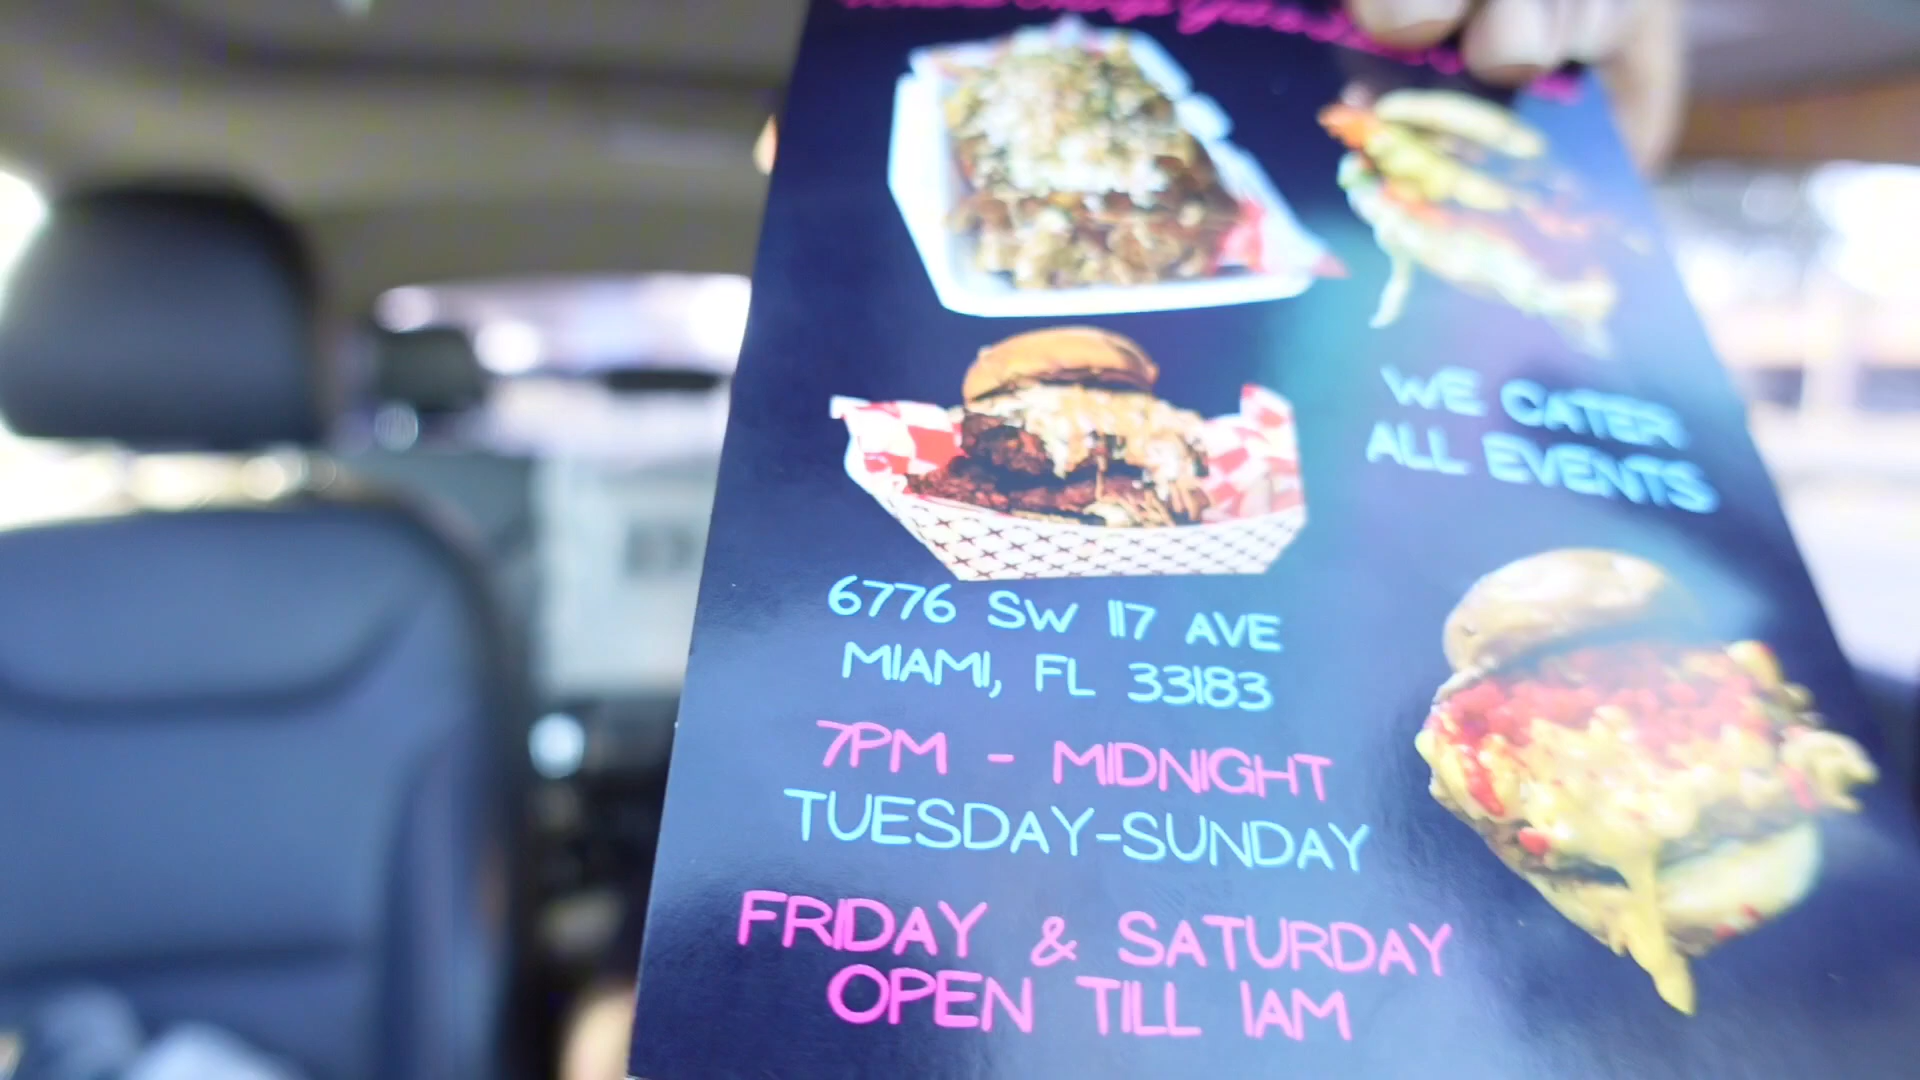 WE CATER
ALL EVENTS
6776 SW 117 AVE
MIAMI, FL 33183
7PM - MIDNIGHT
TUESDAY-SUNDAY
FRIDAY & SATURDAY
OPEN TILL 1AM